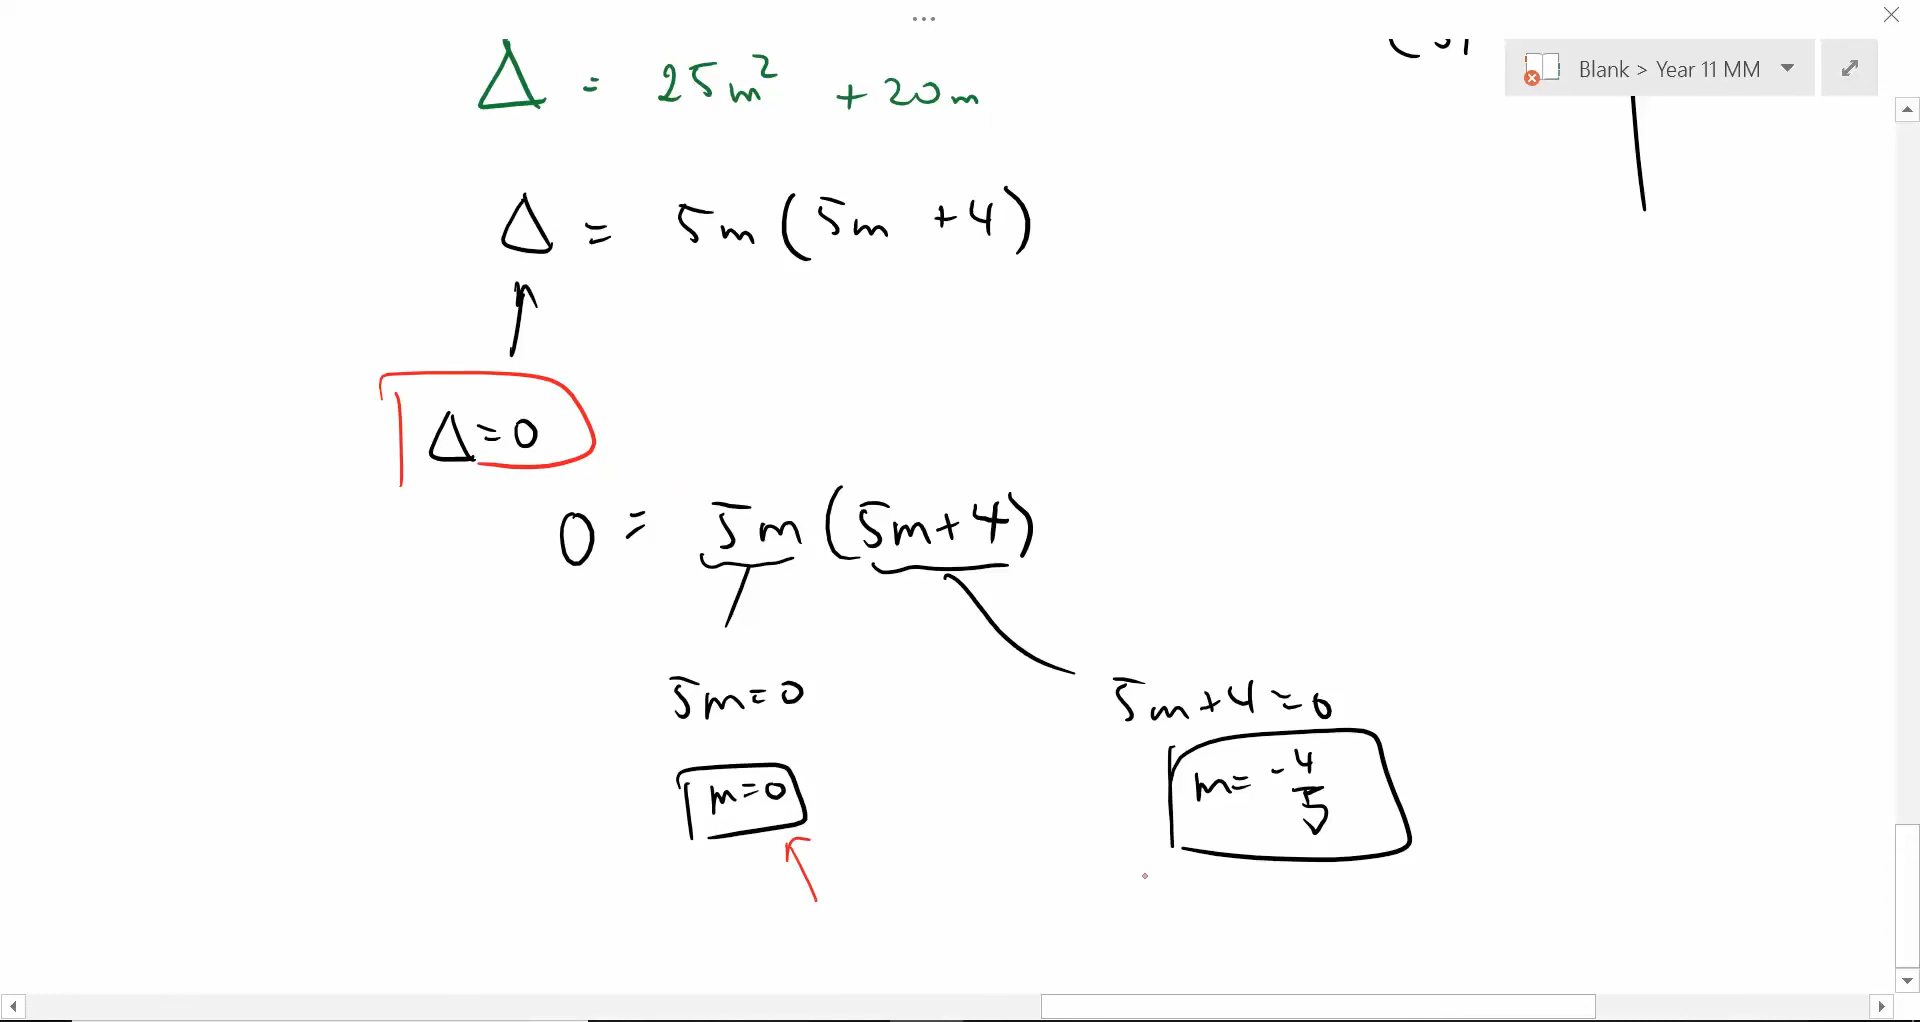 Δ = 25m² + 20m
Blank > Year 11 MM
Δ = 5m(5m + 4)
Δ = 0
0 = 5m(5m+4)
5m=0
5m+4=0
m=0
m= -4/5